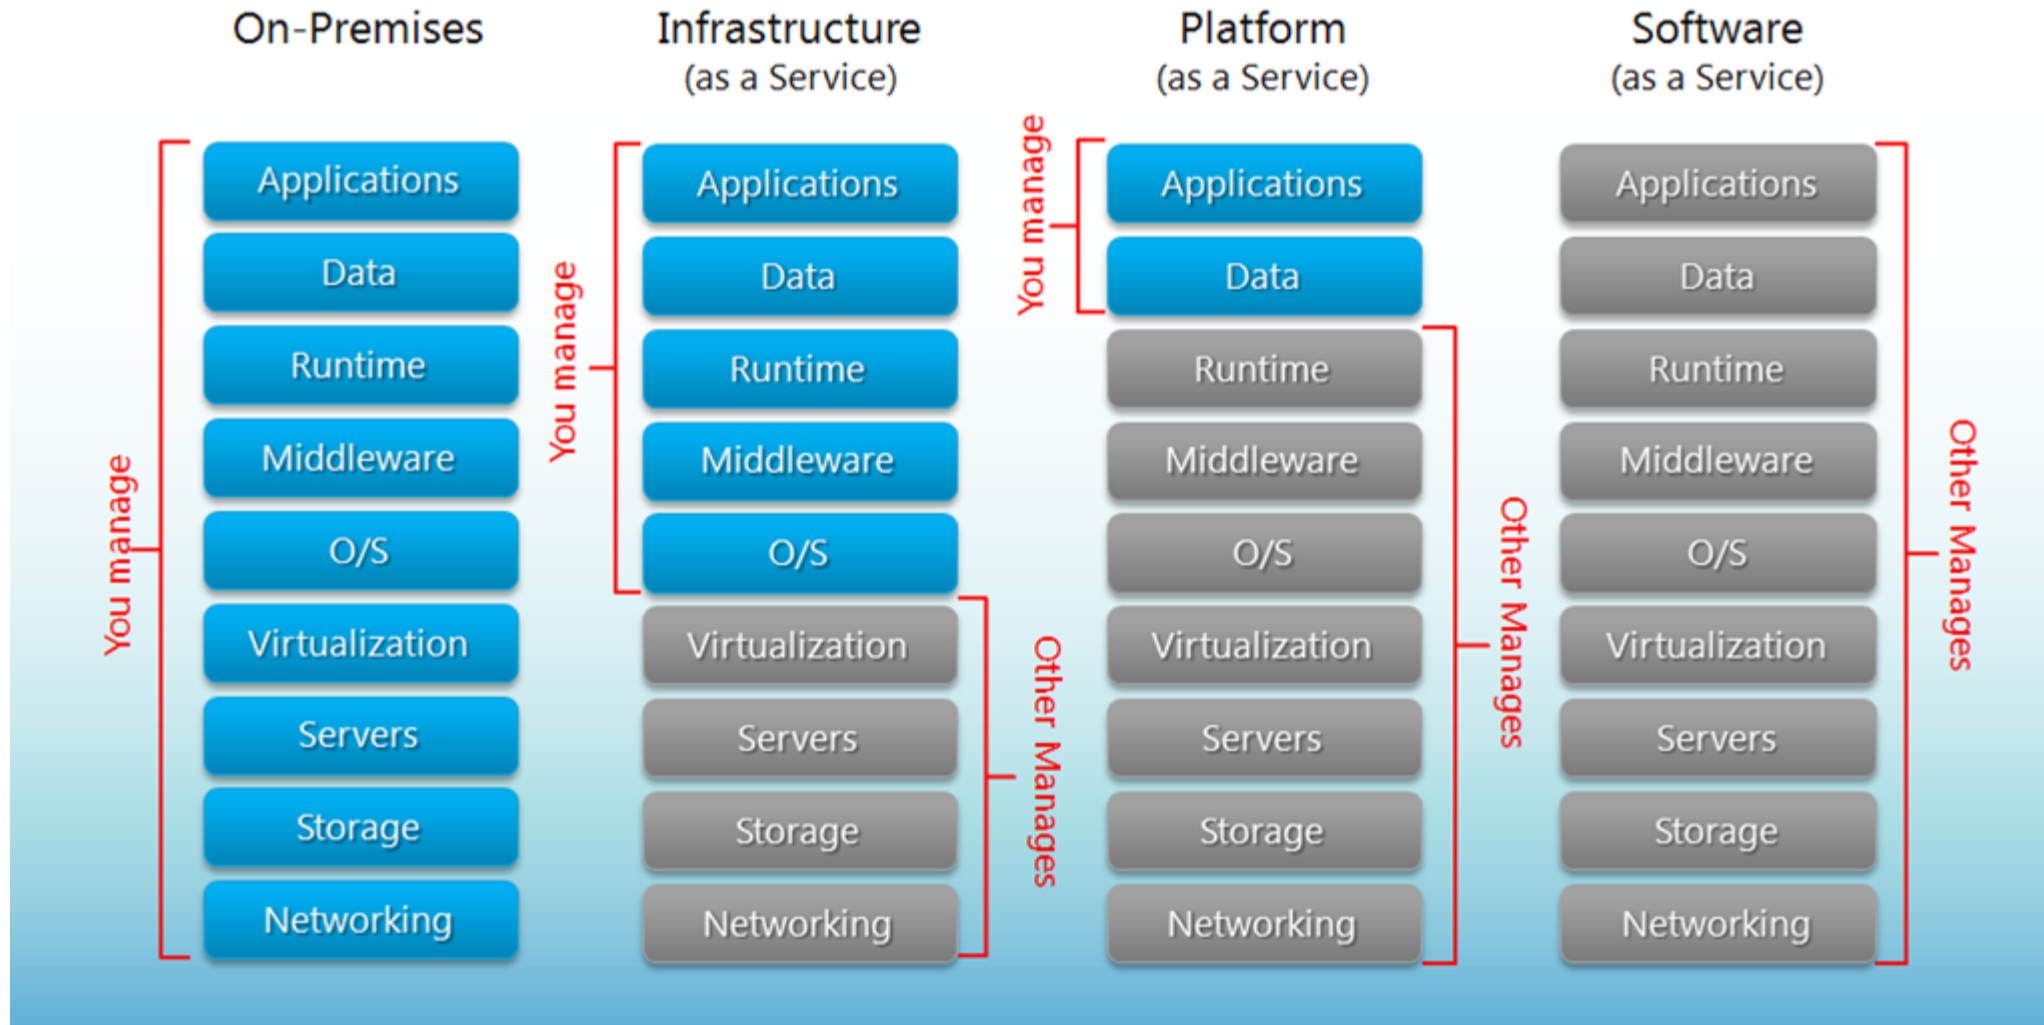 On-Premises
You manage
Applications
Data
Runtime
Middleware
O/S
Virtualization
Servers
Storage
Networking
Infrastructure
(as a Service)
You manage
Applications
Data
Runtime
Middleware
O/S
Virtualization
Servers
Storage
Networking
Other Manages
Platform
(as a Service)
You manage
Applications
Data
Runtime
Middleware
O/S
Virtualization
Servers
Storage
Networking
Other Manages
Software
(as a Service)
Applications
Data
Runtime
Middleware
O/S
Virtualization
Servers
Storage
Networking
Other Manages